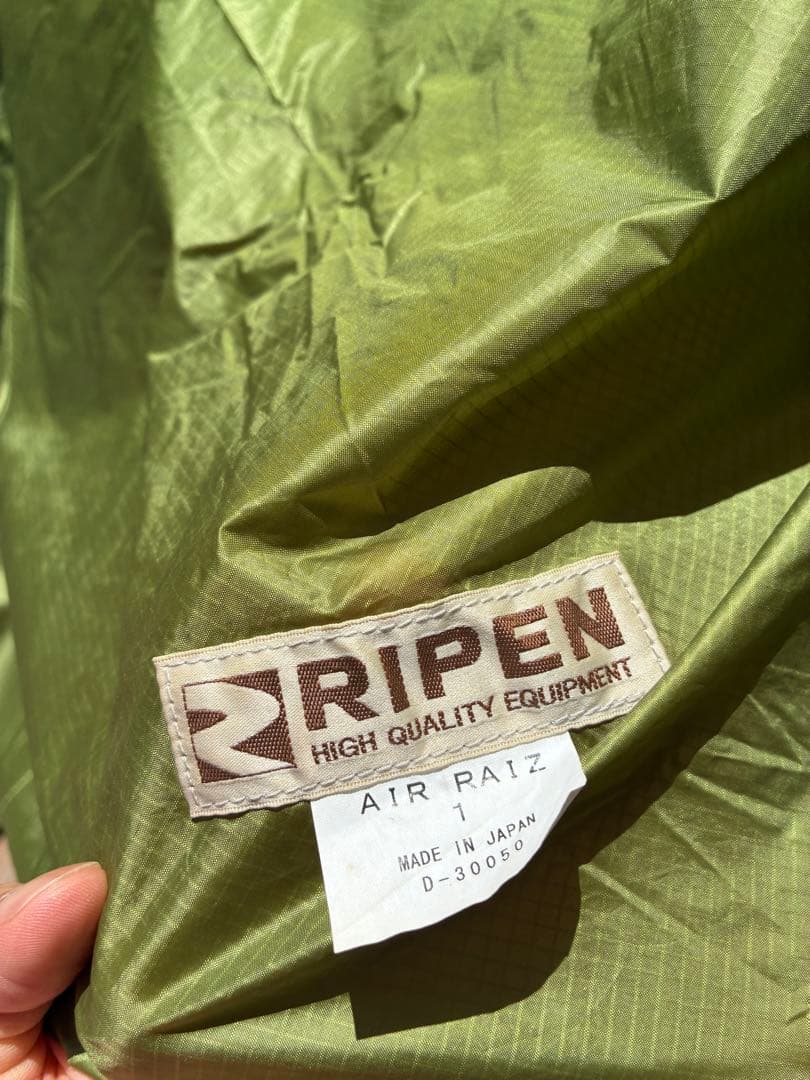 RIPEN
HIGH QUALITY EQUIPMENT
AIR RAIZ
1
MADE IN JAPAN
D-30050